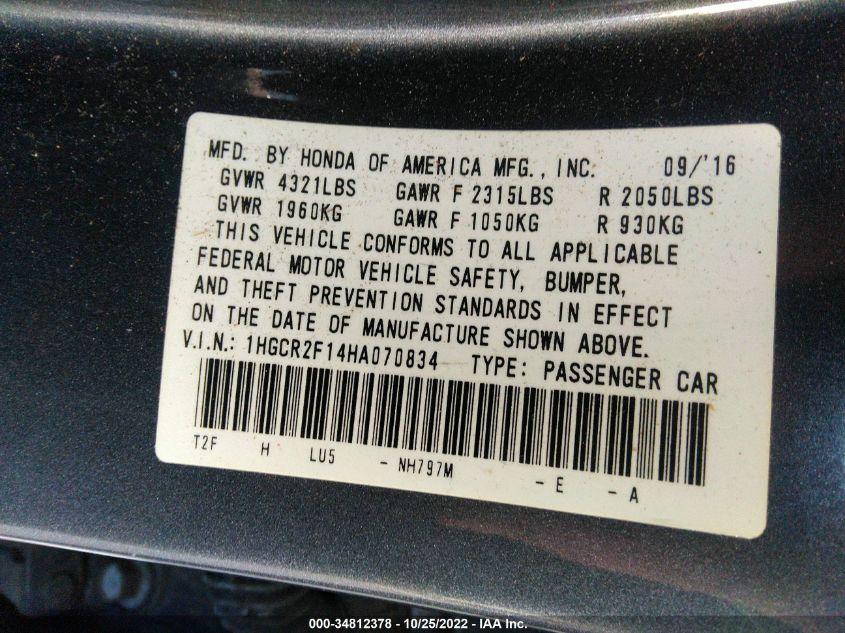 MFD. BY HONDA OF AMERICA MFG., INC. 09/'16
GVWR 4321LBS GAWR F 2315LBS R 2050LBS
GVWR 1960KG GAWR F 1050KG R 930KG
THIS VEHICLE CONFORMS TO ALL APPLICABLE
FEDERAL MOTOR VEHICLE SAFETY, BUMPER,
AND THEFT PREVENTION STANDARDS IN EFFECT
ON THE DATE OF MANUFACTURE SHOWN ABOVE.
V.I.N.: 1HGCR2F14HA070834 TYPE: PASSENGER CAR
T2F H LU5 - NH797M - E - A
000-34812378 - 10/25/2022 - IAA Inc.